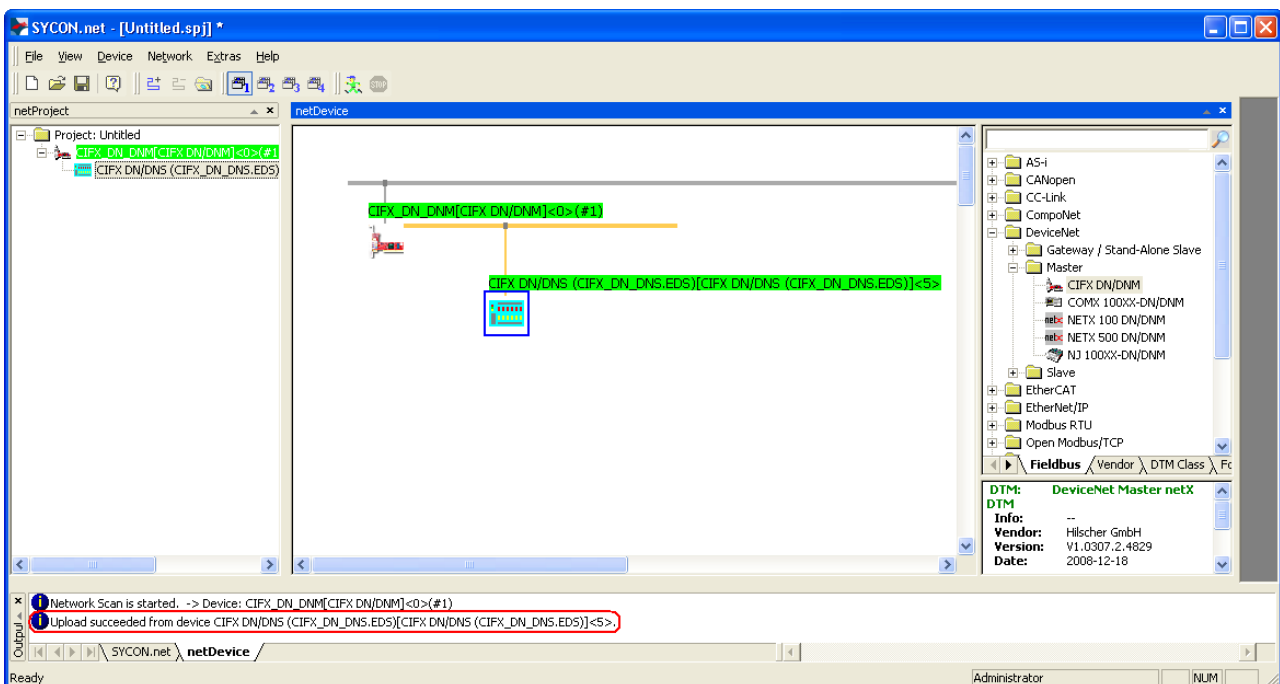 SYCON.net - [Untitled.spj] *
File View Device Network Extras Help
netProject
netDevice
Project: Untitled
CIFX_DN_DNM[CIFX DN/DNM]<0>(#1
CIFX DN/DNS (CIFX_DN_DNS.EDS)
CIFX_DN_DNM[CIFX DN/DNM]<0>(#1)
CIFX DN/DNS (CIFX_DN_DNS.EDS)[CIFX DN/DNS (CIFX_DN_DNS.EDS)]<5>
AS-i
CANopen
CC-Link
CompoNet
DeviceNet
Gateway / Stand-Alone Slave
Master
CIFX DN/DNM
COMX 100XX-DN/DNM
netX NETX 100 DN/DNM
netX NETX 500 DN/DNM
NJ 100XX-DN/DNM
Slave
EtherCAT
EtherNet/IP
Modbus RTU
Open Modbus/TCP
Fieldbus Vendor DTM Class Fc
DTM: DeviceNet Master netX
DTM
Info: --
Vendor: Hilscher GmbH
Version: V1.0307.2.4829
Date: 2008-12-18
Network Scan is started. -> Device: CIFX_DN_DNM[CIFX DN/DNM]<0>(#1)
Upload succeeded from device CIFX DN/DNS (CIFX_DN_DNS.EDS)[CIFX DN/DNS (CIFX_DN_DNS.EDS)]<5>.
Outpu
SYCON.net netDevice
Ready
Administrator
NUM